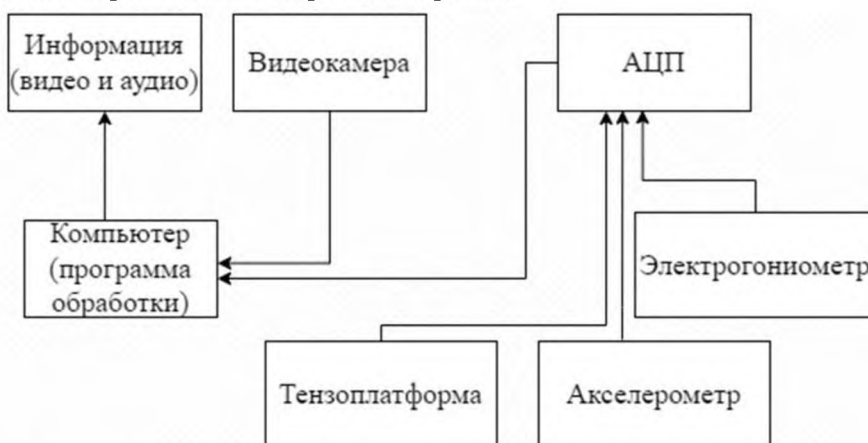 Информация
(видео и аудио)
Видеокамера
АЦП
Компьютер
(программа
обработки)
Электрогониометр
Тензоплатформа
Акселерометр